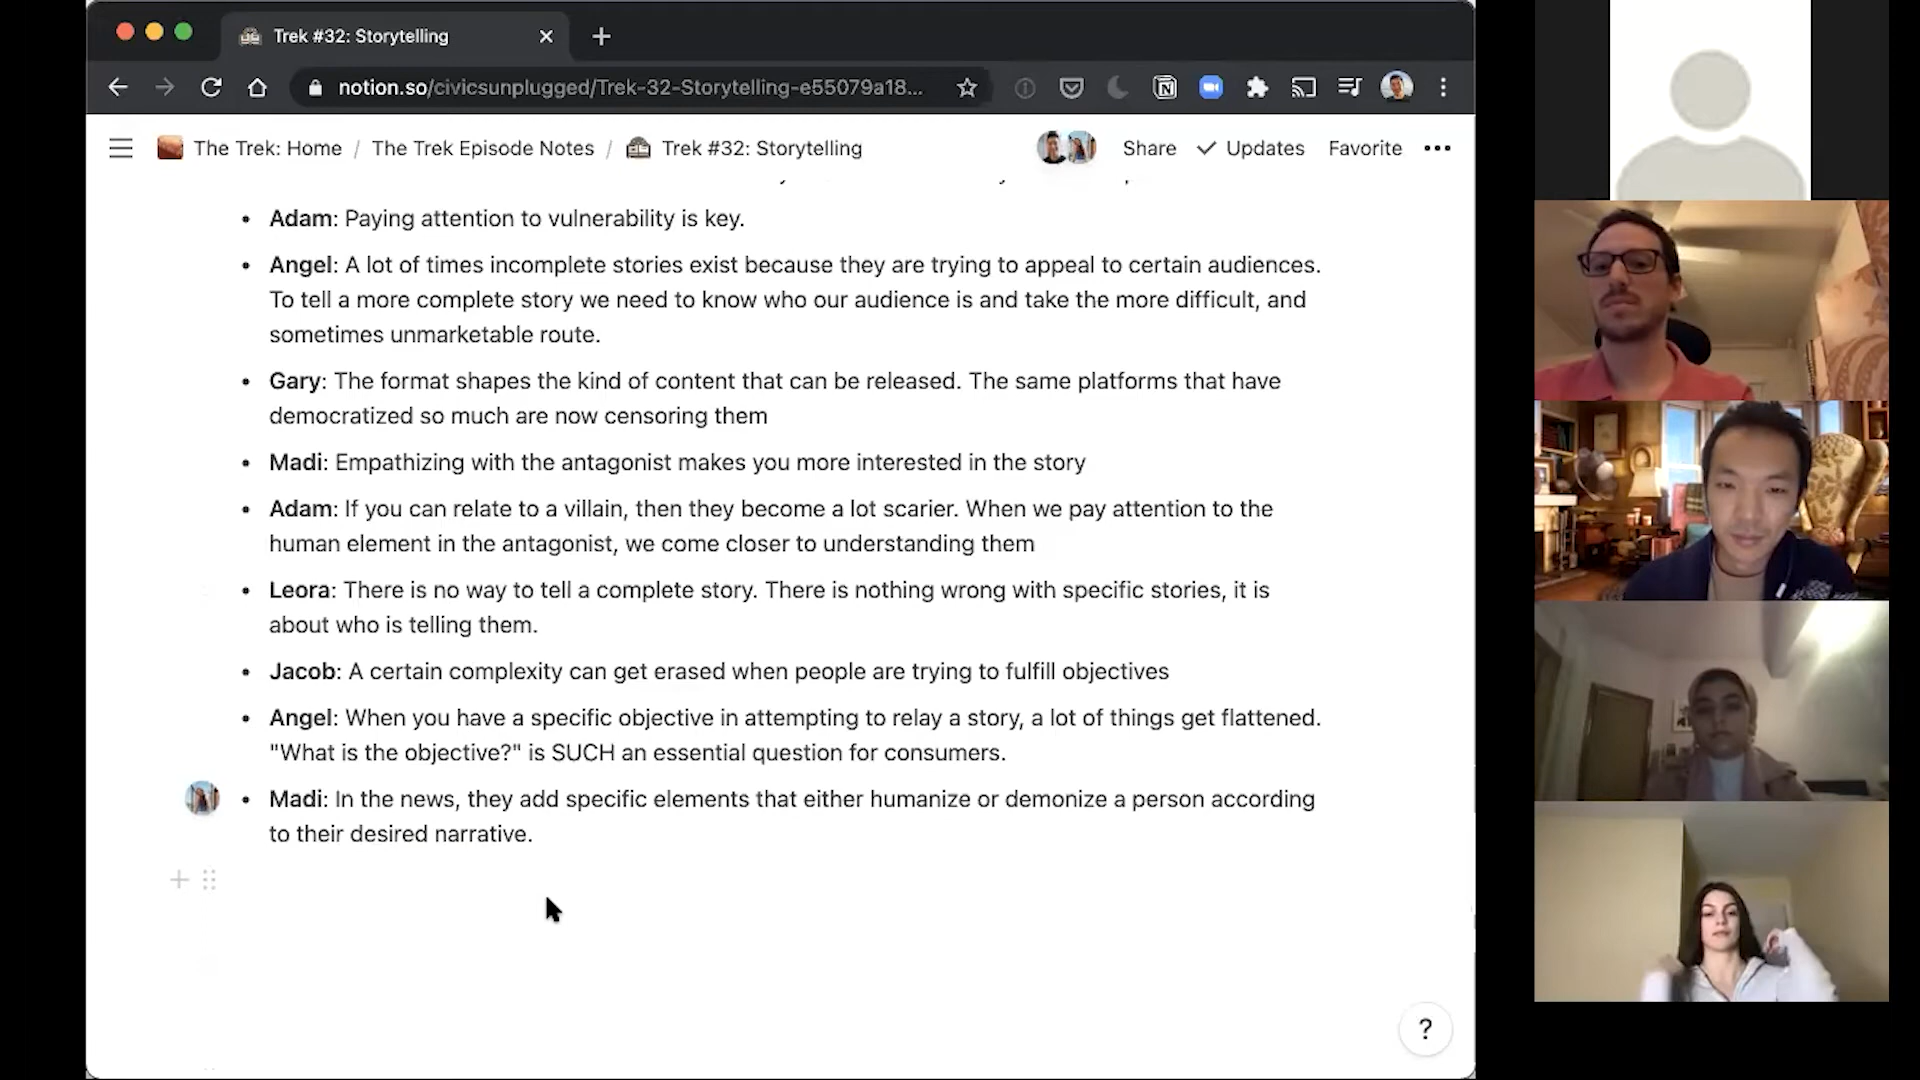 Trek #32: Storytelling
notion.so/civicsunplugged/Trek-32-Storytelling-e55079a18...
The Trek: Home / The Trek Episode Notes / Trek #32: Storytelling
Share Updates Favorite
• Adam: Paying attention to vulnerability is key.
• Angel: A lot of times incomplete stories exist because they are trying to appeal to certain audiences.
To tell a more complete story we need to know who our audience is and take the more difficult, and
sometimes unmarketable route.
• Gary: The format shapes the kind of content that can be released. The same platforms that have
democratized so much are now censoring them
• Madi: Empathizing with the antagonist makes you more interested in the story
• Adam: If you can relate to a villain, then they become a lot scarier. When we pay attention to the
human element in the antagonist, we come closer to understanding them
• Leora: There is no way to tell a complete story. There is nothing wrong with specific stories, it is
about who is telling them.
• Jacob: A certain complexity can get erased when people are trying to fulfill objectives
• Angel: When you have a specific objective in attempting to relay a story, a lot of things get flattened.
"What is the objective?" is SUCH an essential question for consumers.
• Madi: In the news, they add specific elements that either humanize or demonize a person according
to their desired narrative.
?